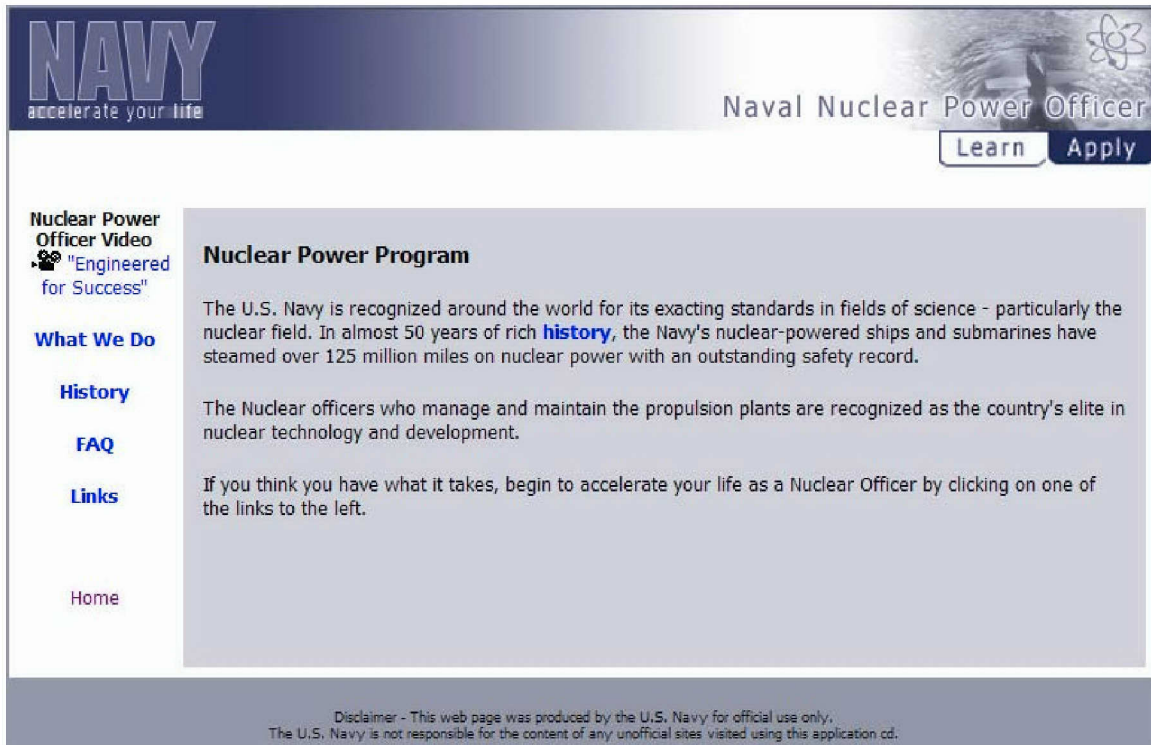 NAVY
accelerate your life
Naval Nuclear Power Officer
Learn Apply
Nuclear Power
Officer Video
"Engineered
for Success"
What We Do
History
FAQ
Links
Home
Nuclear Power Program
The U.S. Navy is recognized around the world for its exacting standards in fields of science - particularly the
nuclear field. In almost 50 years of rich history, the Navy's nuclear-powered ships and submarines have
steamed over 125 million miles on nuclear power with an outstanding safety record.
The Nuclear officers who manage and maintain the propulsion plants are recognized as the country's elite in
nuclear technology and development.
If you think you have what it takes, begin to accelerate your life as a Nuclear Officer by clicking on one of
the links to the left.
Disclaimer - This web page was produced by the U.S. Navy for official use only.
The U.S. Navy is not responsible for the content of any unofficial sites visited using this application cd.